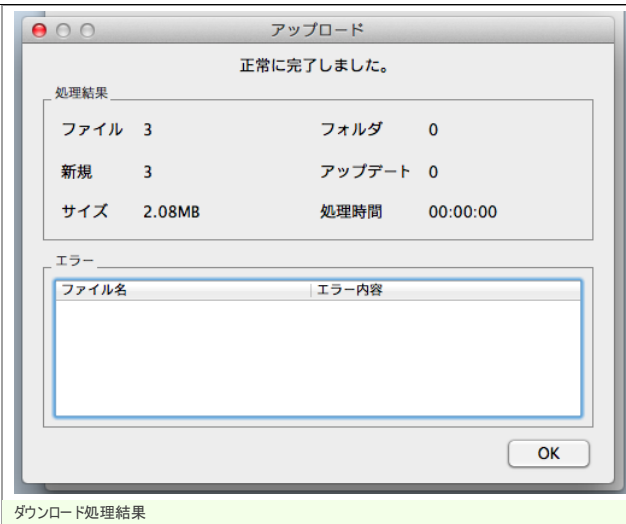 アップロード
正常に完了しました。
処理結果
ファイル 3 フォルダ 0
新規 3 アップデート 0
サイズ 2.08MB 処理時間 00:00:00
エラー
ファイル名 エラー内容
OK
ダウンロード処理結果